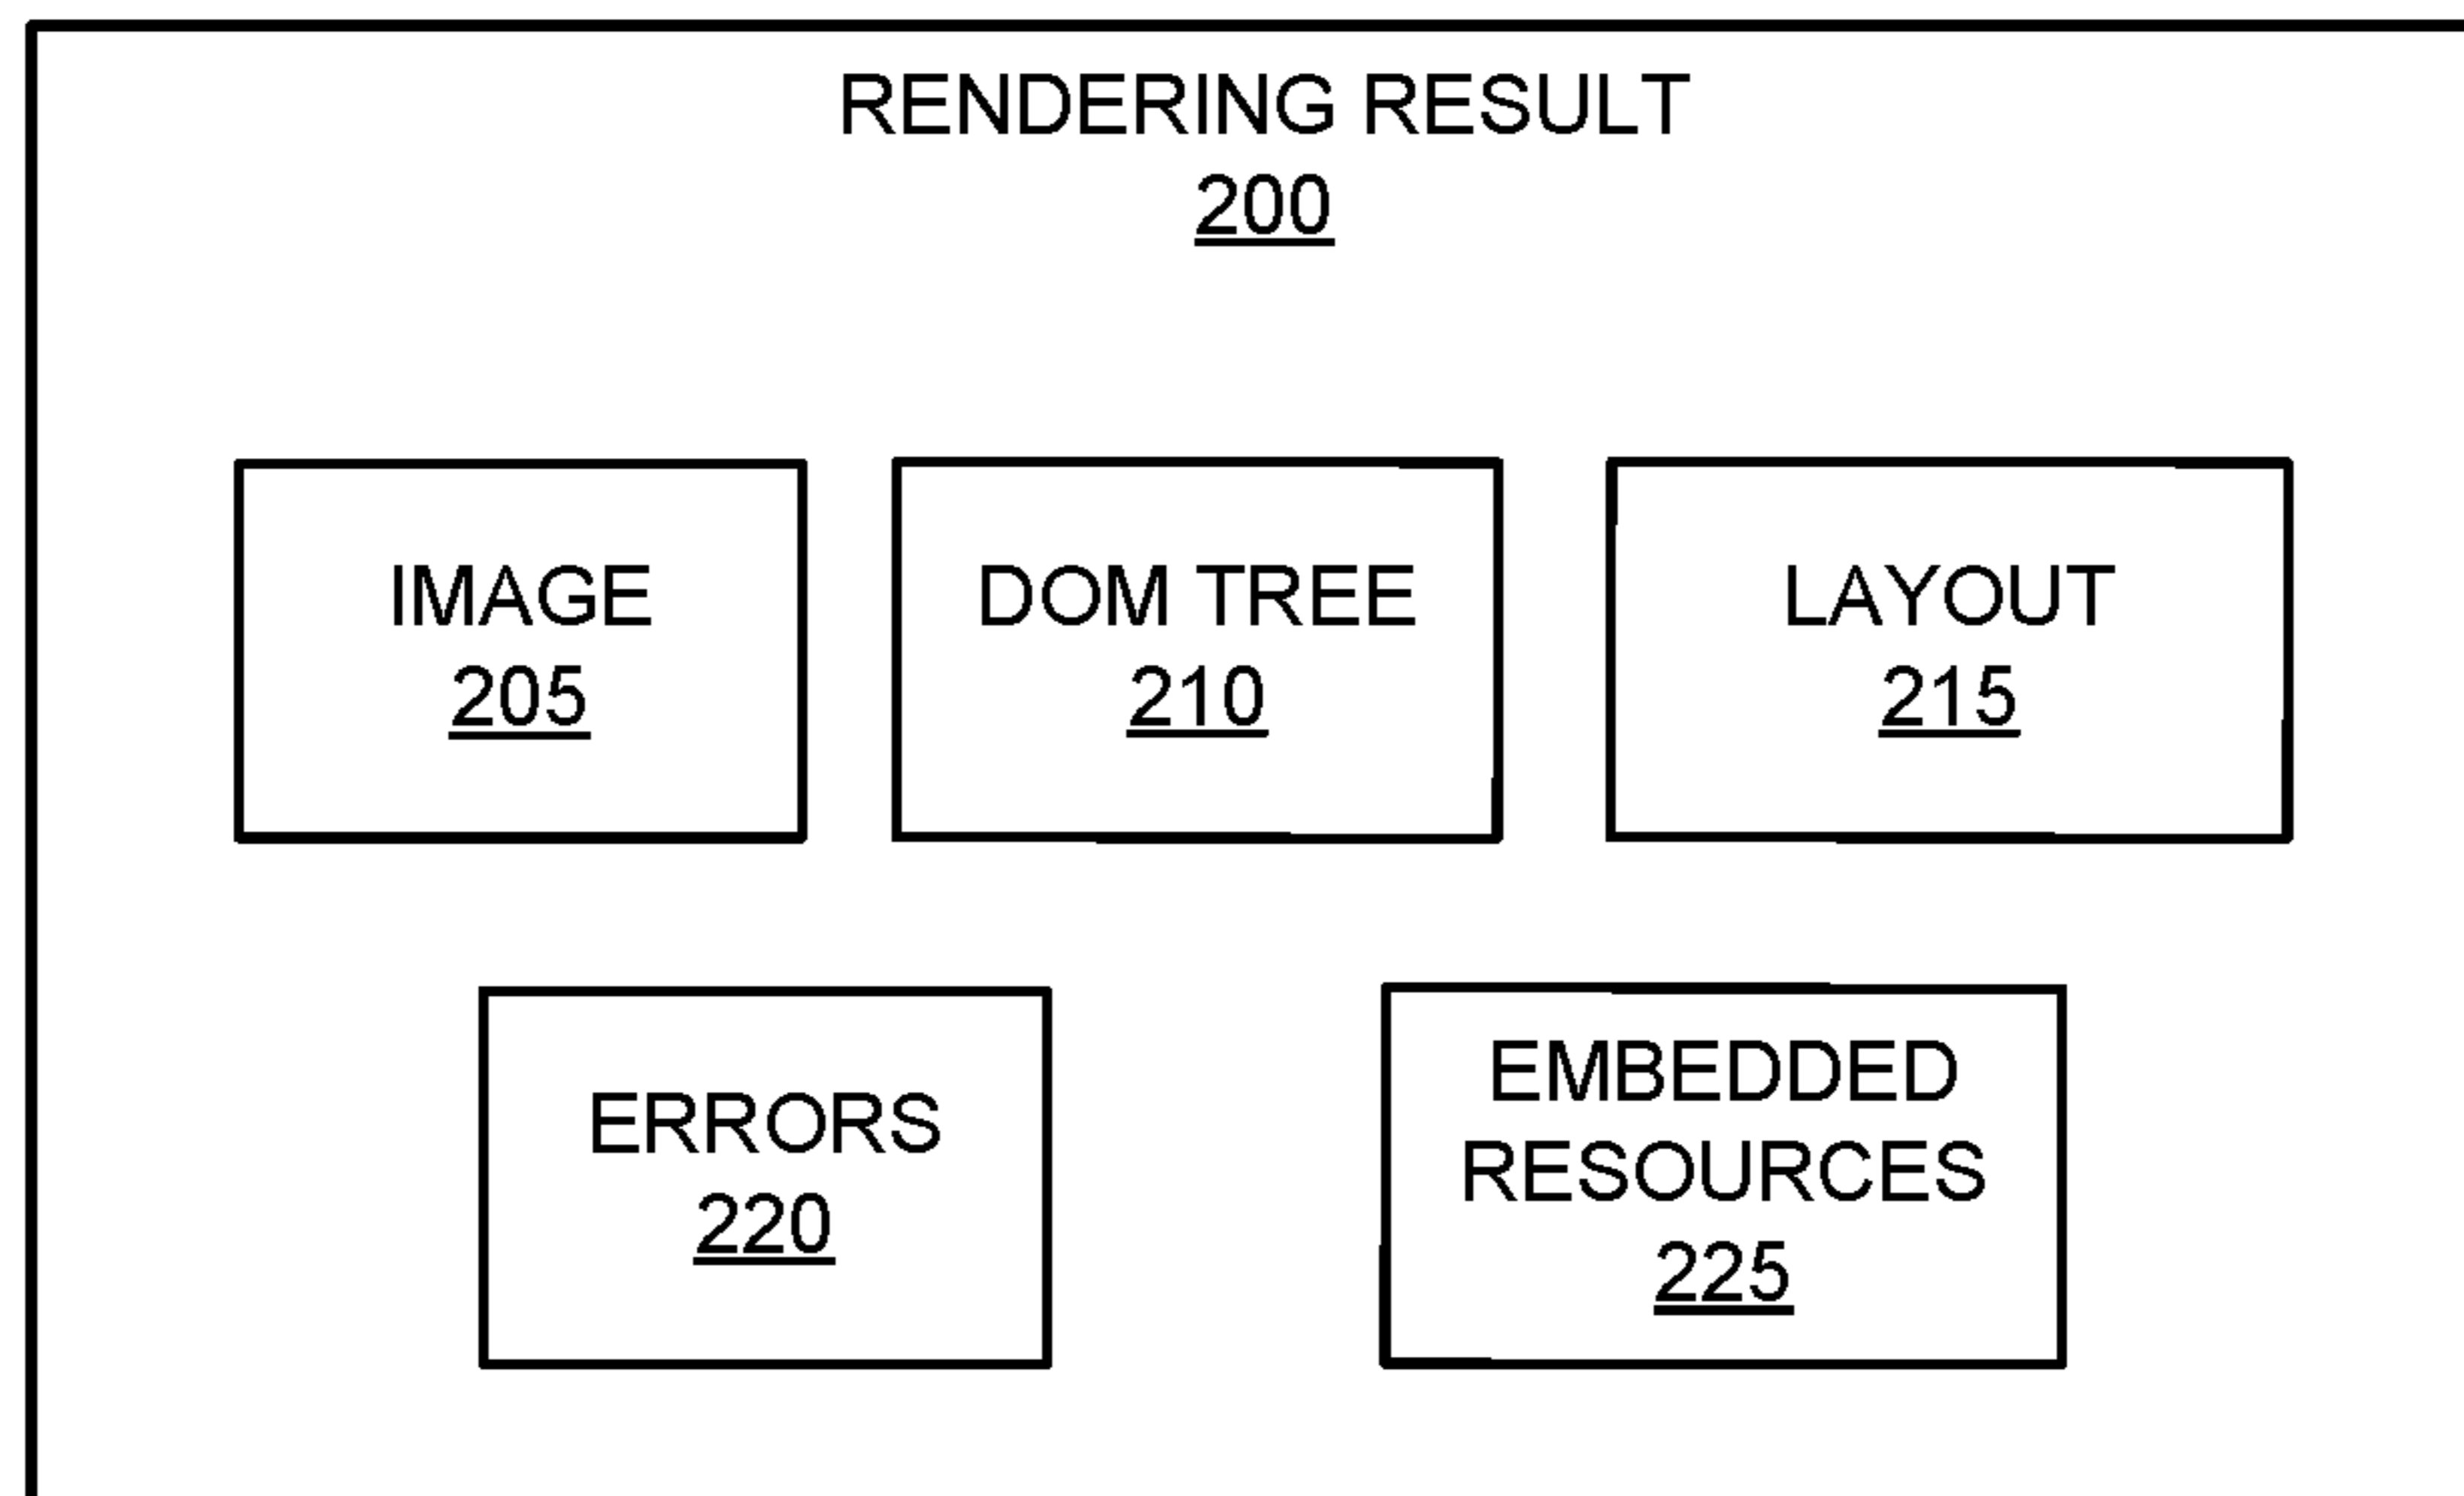 RENDERING RESULT
200
IMAGE
205
DOM TREE
210
LAYOUT
215
ERRORS
220
EMBEDDED
RESOURCES
225